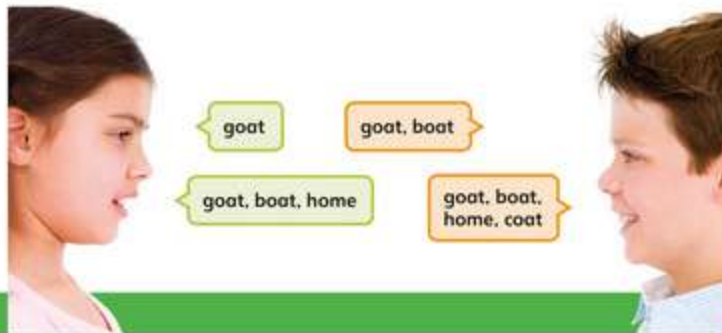 goat
goat, boat
goat, boat, home
goat, boat,
home, coat